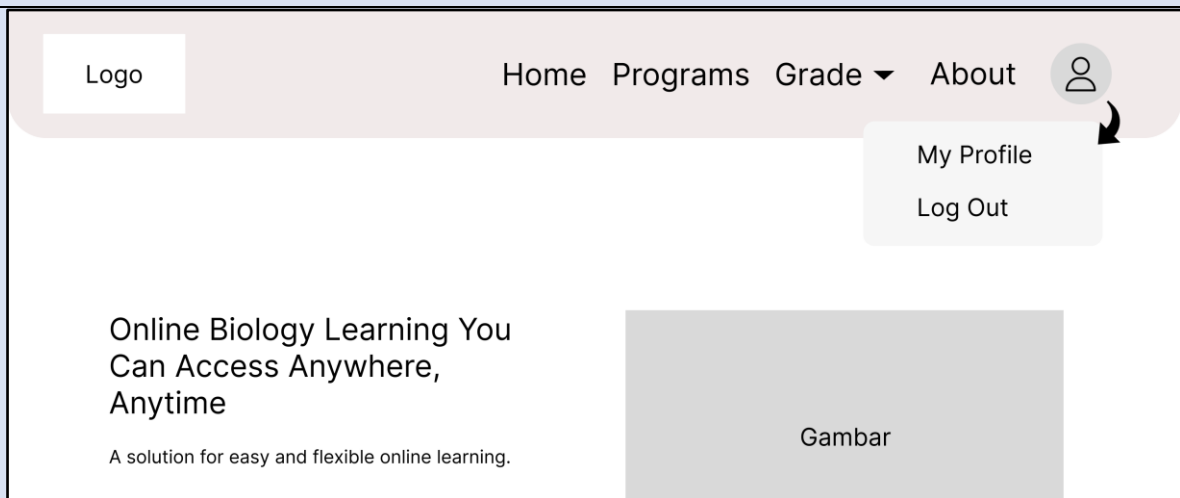 Logo
Home Programs Grade About
My Profile
Log Out
Online Biology Learning You
Can Access Anywhere,
Anytime
A solution for easy and flexible online learning.
Gambar